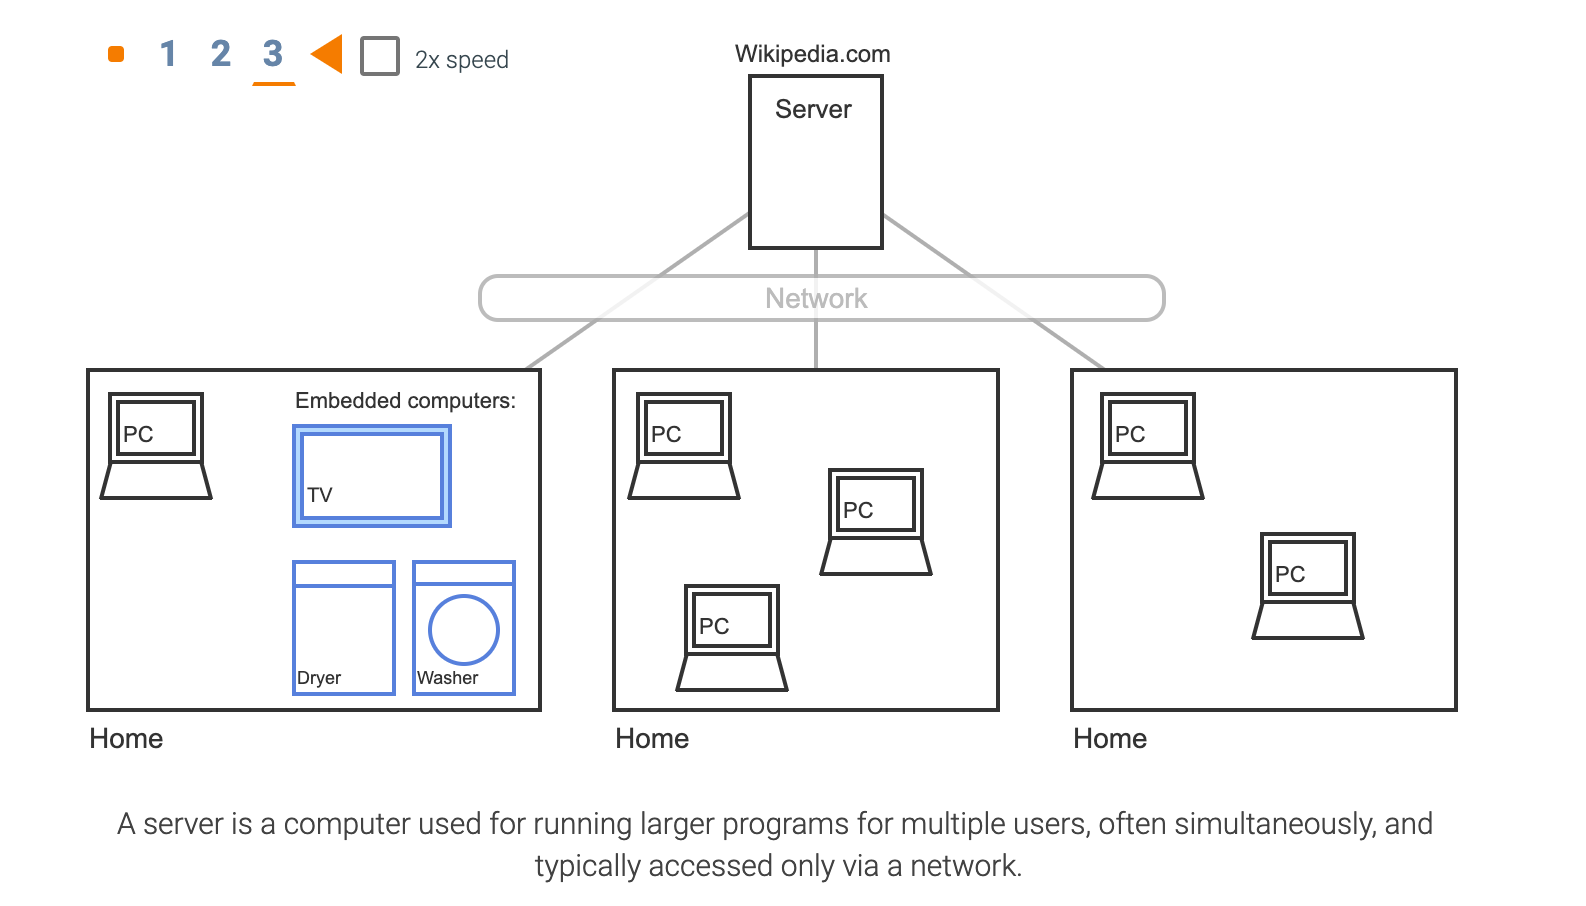 1 2 3 2x speed
Wikipedia.com
Server
Network
PC
Embedded computers:
TV
Dryer
Washer
Home
PC
PC
PC
Home
PC
PC
Home
A server is a computer used for running larger programs for multiple users, often simultaneously, and
typically accessed only via a network.